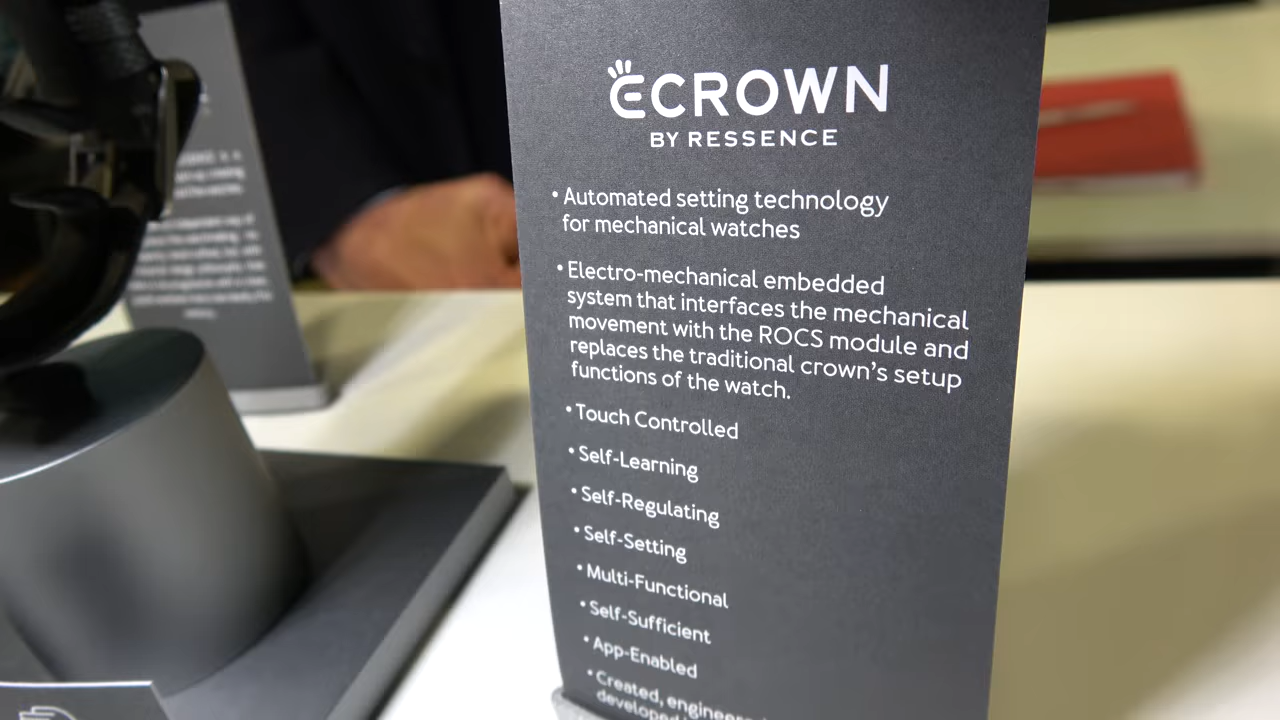 ECROWN
BY RESSENCE
• Automated setting technology
for mechanical watches
• Electro-mechanical embedded
system that interfaces the mechanical
movement with the ROCS module and
replaces the traditional crown's setup
functions of the watch.
• Touch Controlled
• Self-Learning
• Self-Regulating
• Self-Setting
• Multi-Functional
• Self-Sufficient
• App-Enabled
• Created, engineer
developed